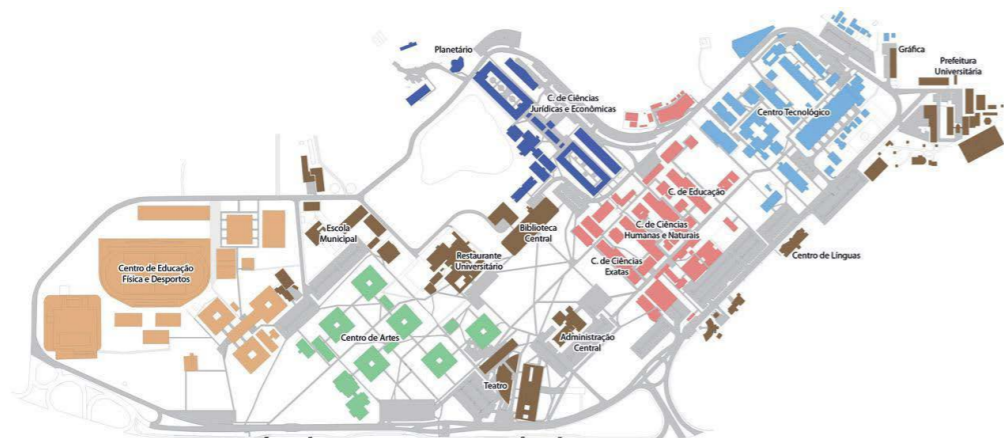 Planetário
Gráfica
Prefeitura
Universitária
C. de Ciências
Jurídicas e Econômicas
Centro Tecnológico
C. de Educação
Escola
Municipal
Biblioteca
Central
C. de Ciências
Humanas e Naturais
Centro de Línguas
Restaurante
Universitário
C. de Ciências
Exatas
Centro de Educação
Física e Desportos
Centro de Artes
Administração
Central
Teatro